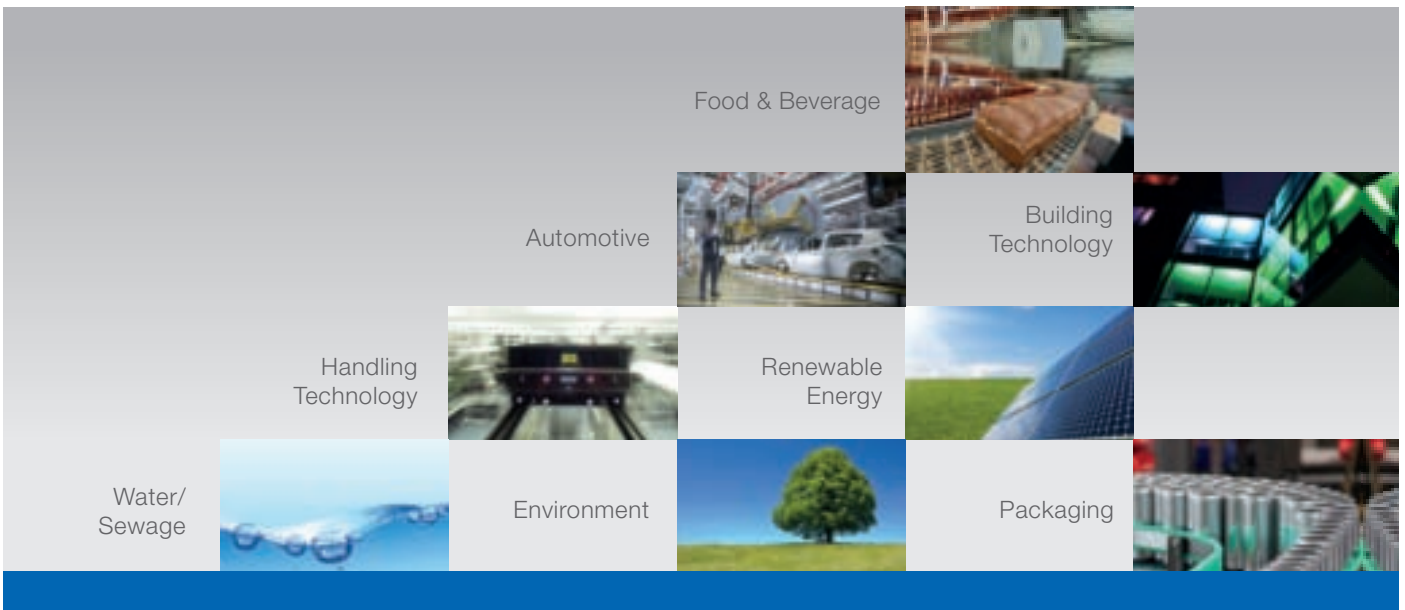 Food & Beverage
Automotive
Building
Technology
Handling
Technology
Renewable
Energy
Water/
Sewage
Environment
Packaging